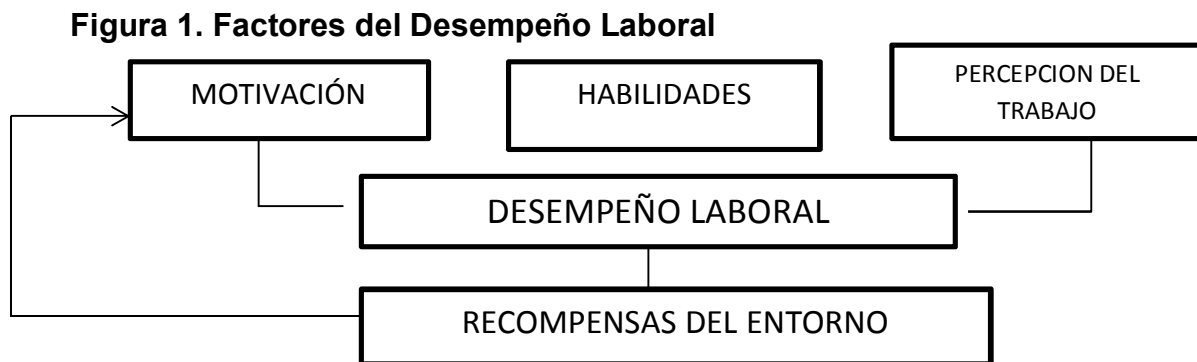 Figura 1. Factores del Desempeño Laboral
MOTIVACIÓN
HABILIDADES
PERCEPCION DEL
TRABAJO
DESEMPEÑO LABORAL
RECOMPENSAS DEL ENTORNO